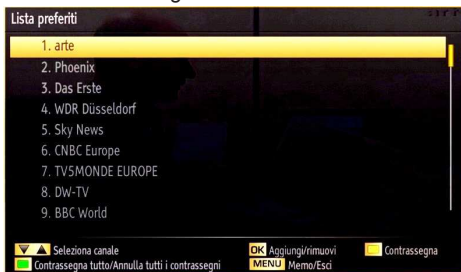 Lista preferiti
1. arte
2. Phoenix
3. Das Erste
4. WDR Düsseldorf
5. Sky News
6. CNBC Europe
7. TV5MONDE EUROPE
8. DW-TV
9. BBC World
Seleziona canale
OK Aggiungi/rimuovi
Contrassegna
Contrassegna tutto/Annulla tutti i contrassegni
MENU Memo/Esci